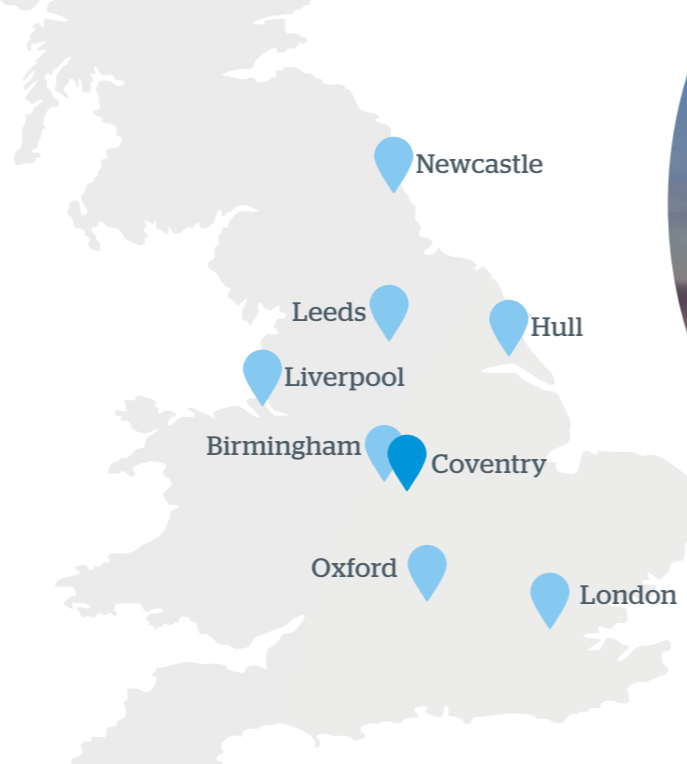 Newcastle
Leeds
Hull
Liverpool
Birmingham
Coventry
Oxford
London